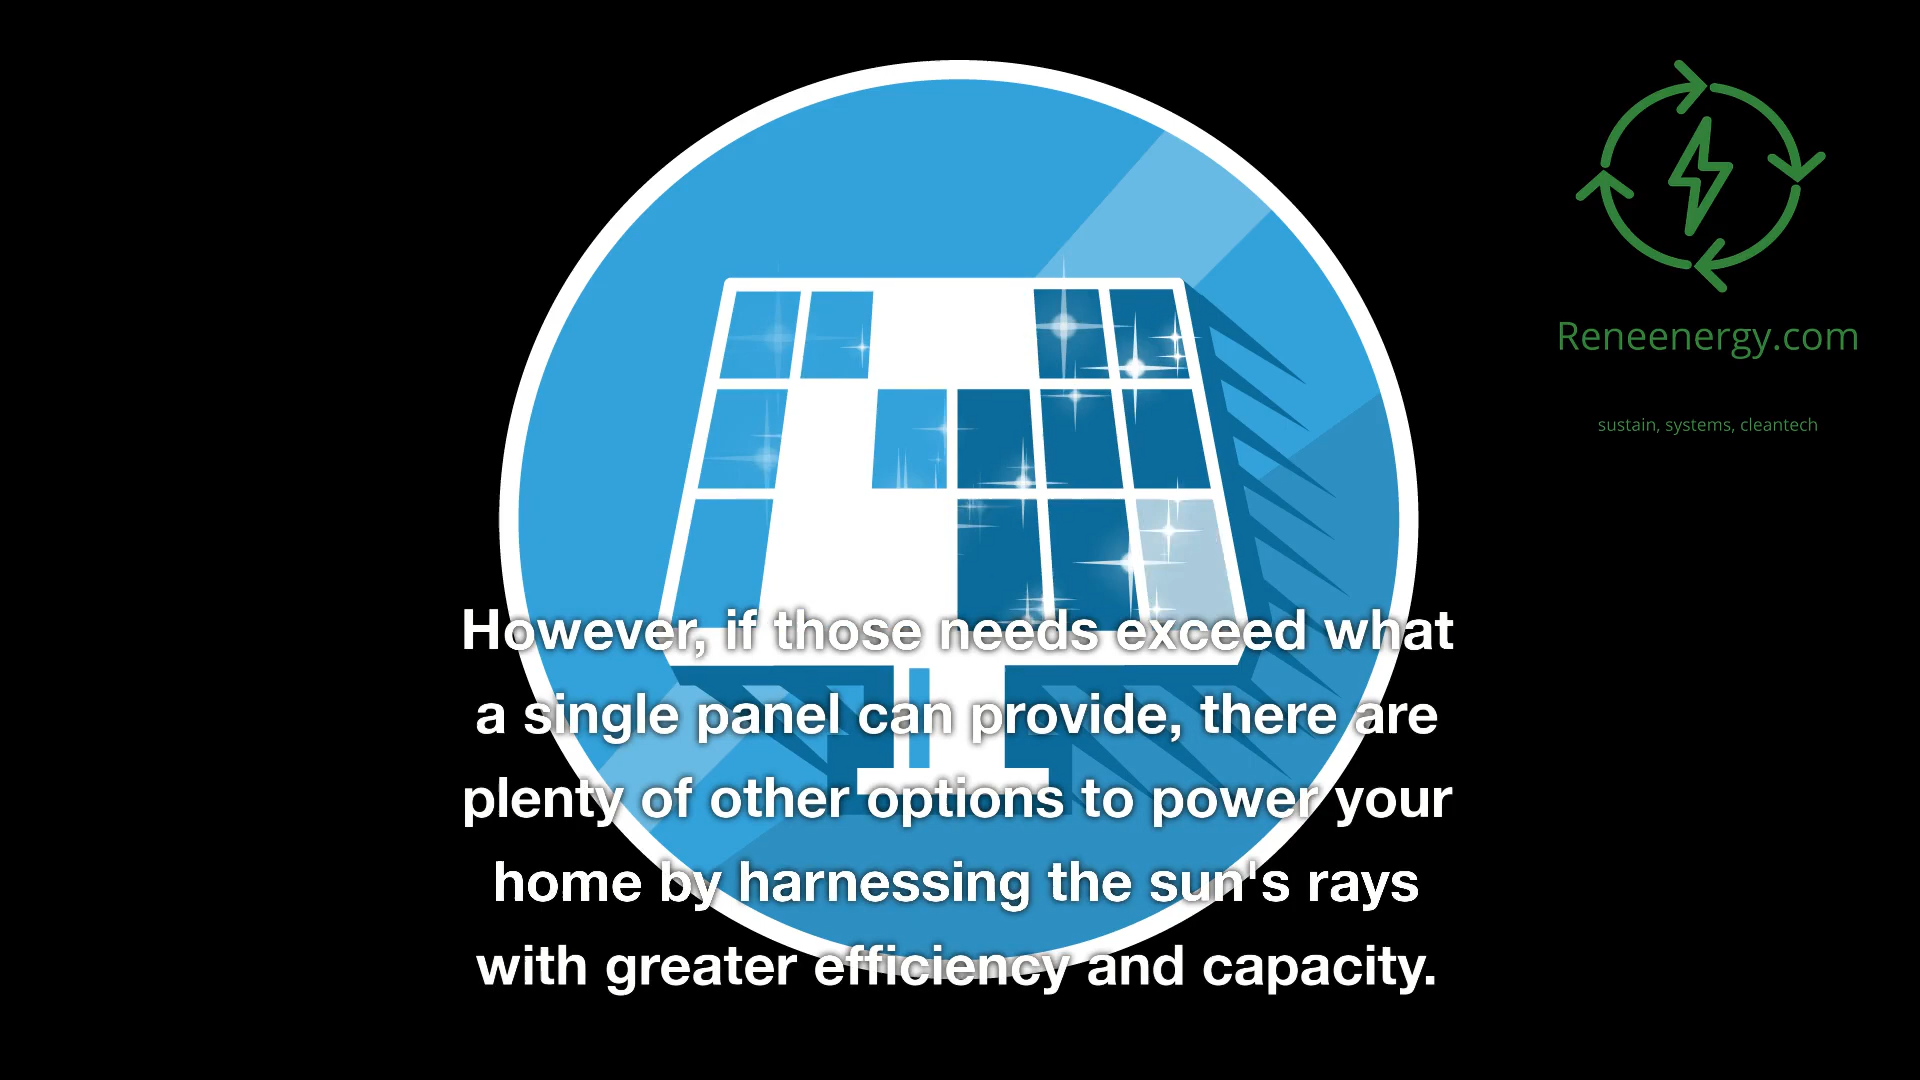 Reneenergy.com
sustain, systems, cleantech
However, if those needs exceed what
a single panel can provide, there are
plenty of other options to power your
home by harnessing the sun's rays
with greater efficiency and capacity.